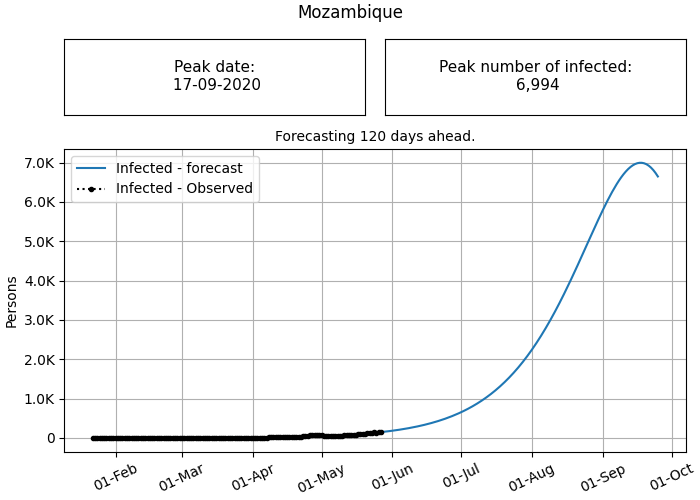 Mozambique
Peak date:
17-09-2020
Peak number of infected:
6,994
Forecasting 120 days ahead.
Infected - forecast
Infected - Observed
7.0K
6.0K
5.0K
4.0K
3.0K
2.0K
1.0K
0
Persons
01-Feb
01-Mar
01-Apr
01-May
01-Jun
01-Jul
01-Aug
01-Sep
01-Oct